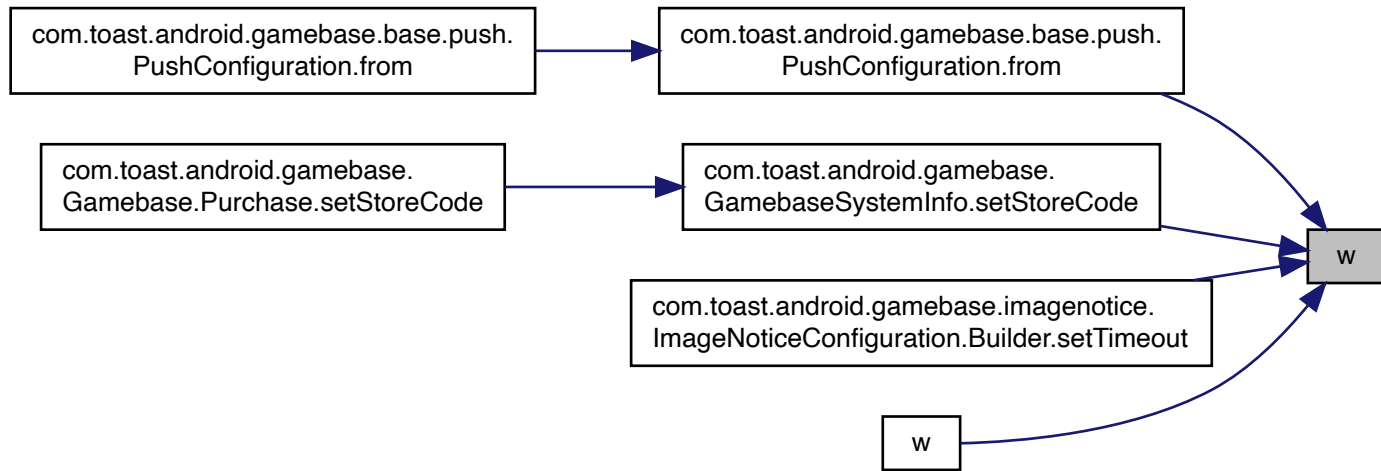 com.toast.android.gamebase.base.push.
PushConfiguration.from
com.toast.android.gamebase.base.push.
PushConfiguration.from
com.toast.android.gamebase.
Gamebase.Purchase.setStoreCode
com.toast.android.gamebase.
GamebaseSystemInfo.setStoreCode
w
com.toast.android.gamebase.imagenotice.
ImageNoticeConfiguration.Builder.setTimeout
w